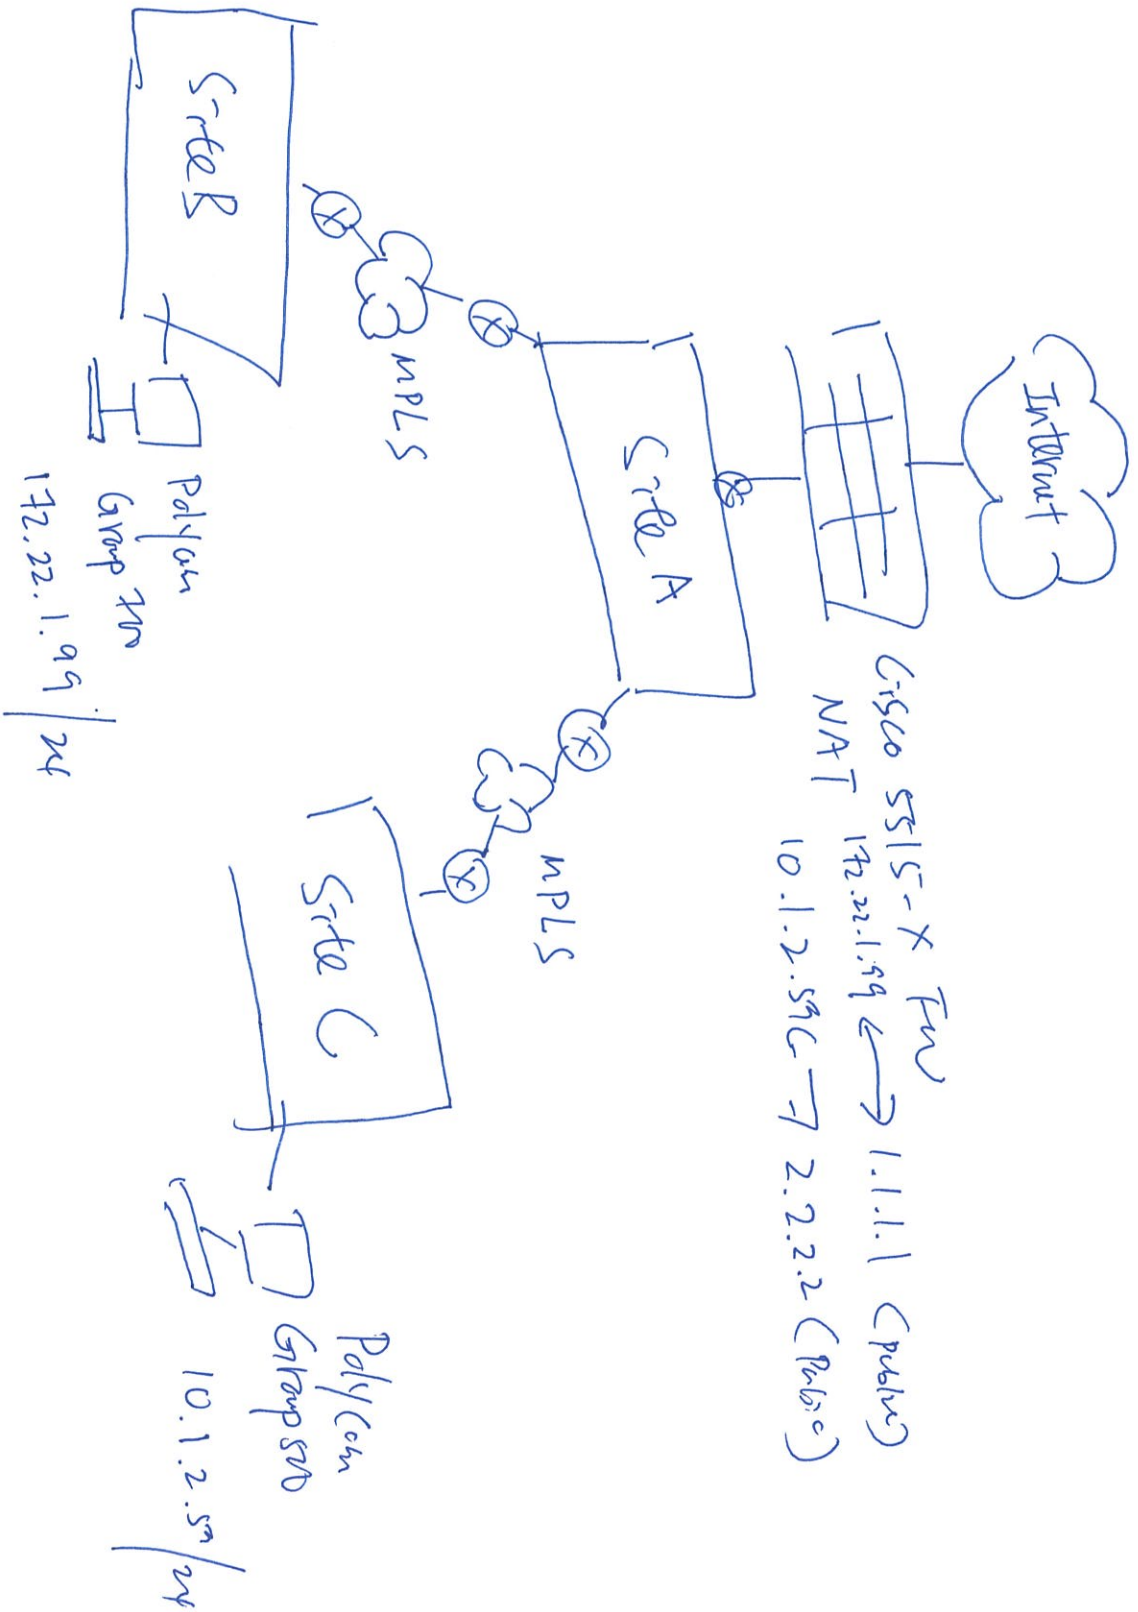 Internet
Cisco 5515-X FW
NAT 172.22.1.99 ↔ 1.1.1.1 (public)
10.1.2.59 ↔ 2.2.2.2 (Public)
Site A
MPLS
MPLS
Site B
Polycom
Group 700
172.22.1.99/24
Site C
PolyCom
Group 500
10.1.2.59/24